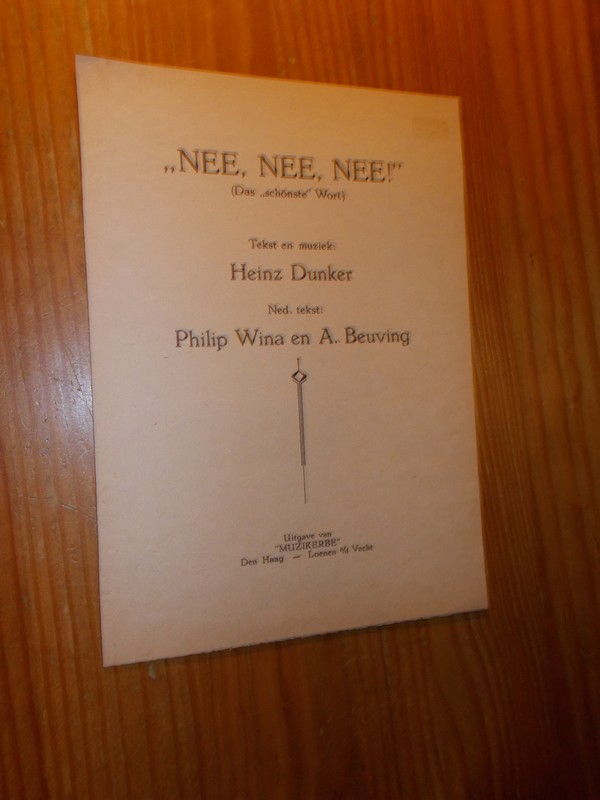 „NEE, NEE, NEE!”
(Das „schönste” Wort)
Tekst en muziek:
Heinz Dunker
Ned. tekst:
Philip Wina en A. Beuving
Uitgave van
"MUZIKERBE"
Den Haag — Loenen a/d Vecht